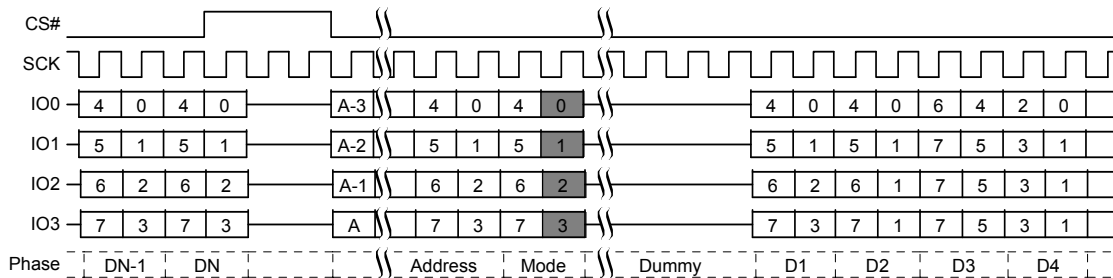 CS#
SCK
IO0 4 0 4 0 A-3 4 0 4 0 4 0 4 0 6 4 2 0
IO1 5 1 5 1 A-2 5 1 5 1 5 1 5 1 7 5 3 1
IO2 6 2 6 2 A-1 6 2 6 2 6 2 6 1 7 5 3 1
IO3 7 3 7 3 A 7 3 7 3 7 3 7 1 7 5 3 1
Phase DN-1 DN Address Mode Dummy D1 D2 D3 D4